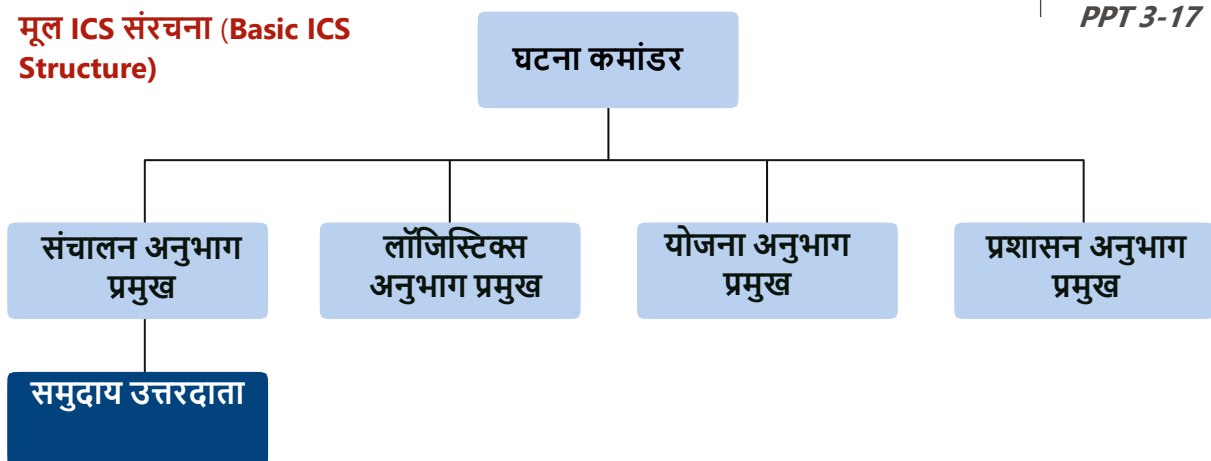 मूल ICS संरचना (Basic ICS
Structure)
PPT 3-17
घटना कमांडर
संचालन अनुभाग
प्रमुख
लॉजिस्टिक्स
अनुभाग प्रमुख
योजना अनुभाग
प्रमुख
प्रशासन अनुभाग
प्रमुख
समुदाय उत्तरदाता